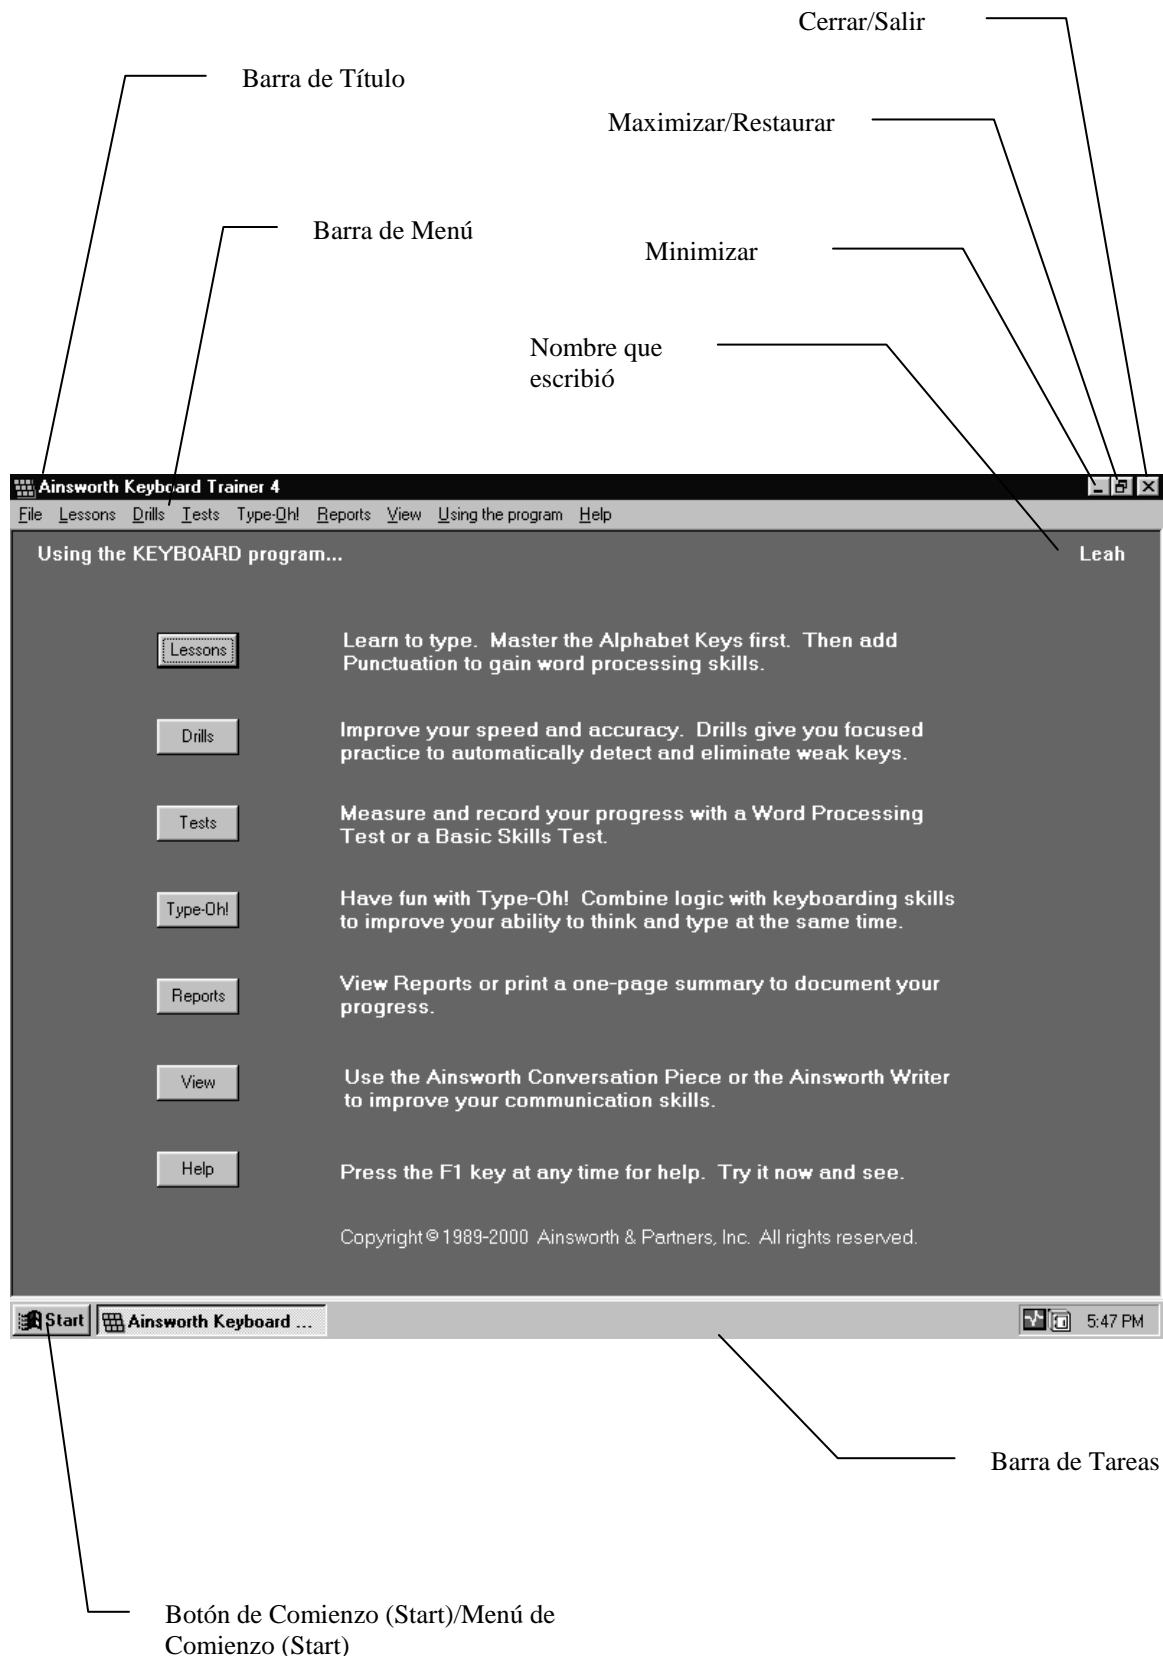 Cerrar/Salir
Barra de Título
Maximizar/Restaurar
Barra de Menú
Minimizar
Nombre que
escribió
Ainsworth Keyboard Trainer 4
File Lessons Drills Tests Type-Oh! Reports View Using the program Help
Using the KEYBOARD program... Leah
Lessons
Learn to type. Master the Alphabet Keys first. Then add
Punctuation to gain word processing skills.
Drills
Improve your speed and accuracy. Drills give you focused
practice to automatically detect and eliminate weak keys.
Tests
Measure and record your progress with a Word Processing
Test or a Basic Skills Test.
Type-Oh!
Have fun with Type-Oh! Combine logic with keyboarding skills
to improve your ability to think and type at the same time.
Reports
View Reports or print a one-page summary to document your
progress.
View
Use the Ainsworth Conversation Piece or the Ainsworth Writer
to improve your communication skills.
Help
Press the F1 key at any time for help. Try it now and see.
Copyright © 1989-2000 Ainsworth & Partners, Inc. All rights reserved.
Start Ainsworth Keyboard ... 5:47 PM
Barra de Tareas
Botón de Comienzo (Start)/Menú de
Comienzo (Start)